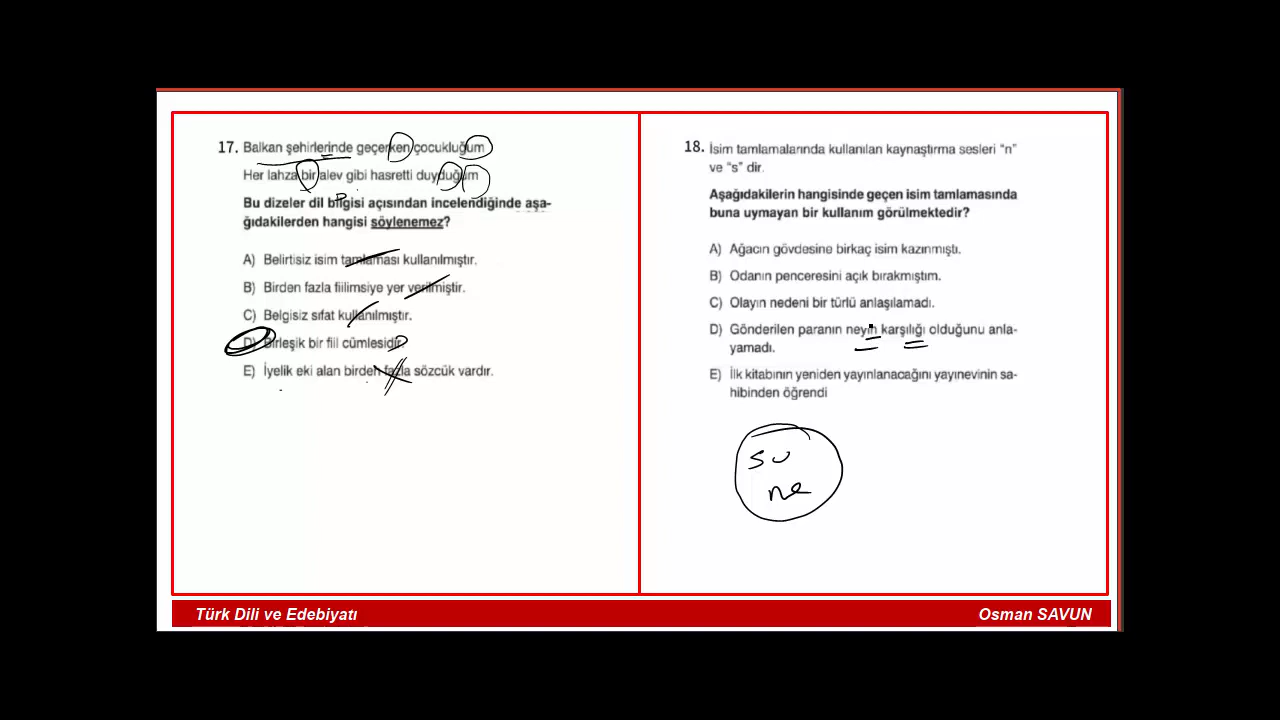 17. Balkan şehirlerinde geçerken çocukluğum
Her lahza bir alev gibi hasretti duyduğum
Bu dizeler dil bilgisi açısından incelendiğinde aşa-
ğıdakilerden hangisi söylenemez?
A) Belirtisiz isim tamlaması kullanılmıştır.
B) Birden fazla fiilimsiye yer verilmiştir.
C) Belgisiz sıfat kullanılmıştır.
D) Birleşik bir fiil cümlesidir.
E) İyelik eki alan birden fazla sözcük vardır.
18. İsim tamlamalarında kullanılan kaynaştırma sesleri “n”
ve “s” dir.
Aşağıdakilerin hangisinde geçen isim tamlamasında
buna uymayan bir kullanım görülmektedir?
A) Ağacın gövdesine birkaç isim kazınmıştı.
B) Odanın penceresini açık bırakmıştım.
C) Olayın nedeni bir türlü anlaşılamadı.
D) Gönderilen paranın neyin karşılığı olduğunu anla-
yamadı.
E) İlk kitabının yeniden yayınlanacağını yayınevinin sa-
hibinden öğrendi
su
ne
Türk Dili ve Edebiyatı
Osman SAVUN